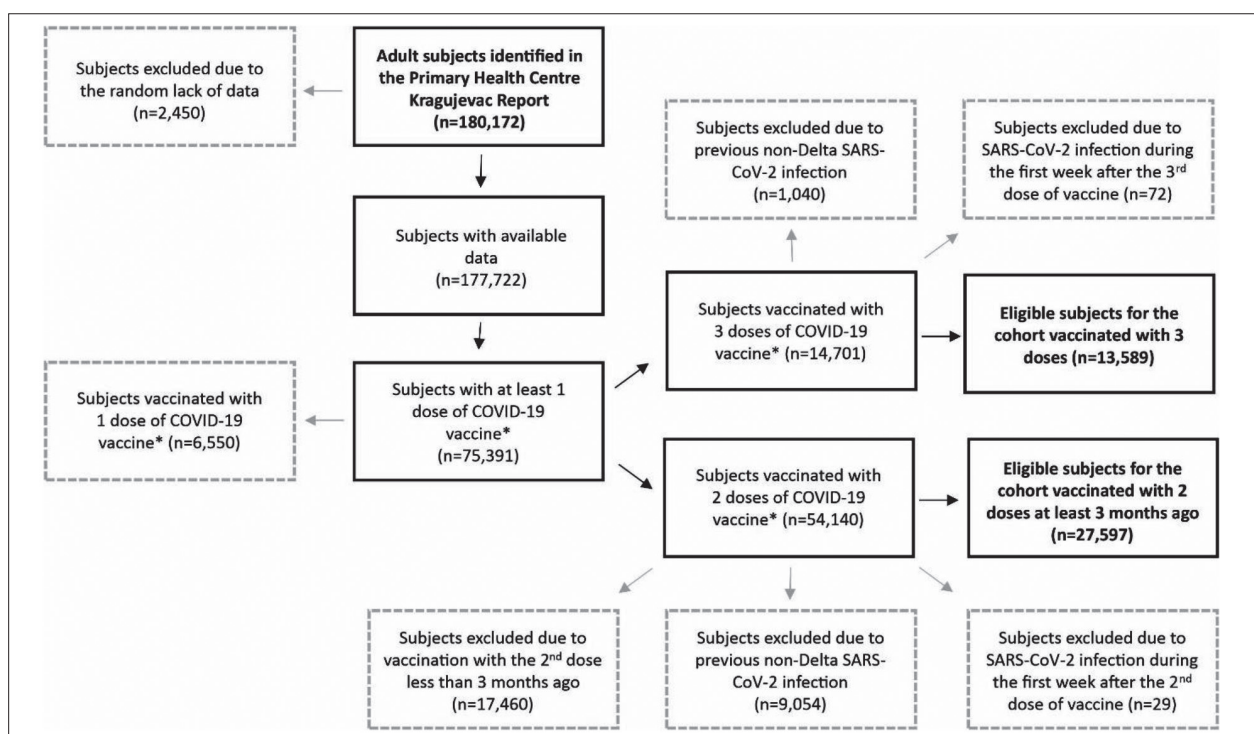 Subjects excluded due to
the random lack of data
(n=2,450)
Adult subjects identified in
the Primary Health Centre
Kragujevac Report
(n=180,172)
Subjects with available
data
(n=177,722)
Subjects vaccinated with
1 dose of COVID-19
vaccine* (n=6,550)
Subjects with at least 1
dose of COVID-19
vaccine*
(n=75,391)
Subjects excluded due to
previous non-Delta SARS-
CoV-2 infection
(n=1,040)
Subjects excluded due to
SARS-CoV-2 infection during
the first week after the 3rd
dose of vaccine (n=72)
Subjects vaccinated with
3 doses of COVID-19
vaccine* (n=14,701)
Eligible subjects for the
cohort vaccinated with 3
doses (n=13,589)
Subjects vaccinated with
2 doses of COVID-19
vaccine* (n=54,140)
Eligible subjects for the
cohort vaccinated with 2
doses at least 3 months ago
(n=27,597)
Subjects excluded due to
vaccination with the 2nd dose
less than 3 months ago
(n=17,460)
Subjects excluded due to
previous non-Delta SARS-
CoV-2 infection
(n=9,054)
Subjects excluded due to
SARS-CoV-2 infection during
the first week after the 2nd
dose of vaccine (n=29)